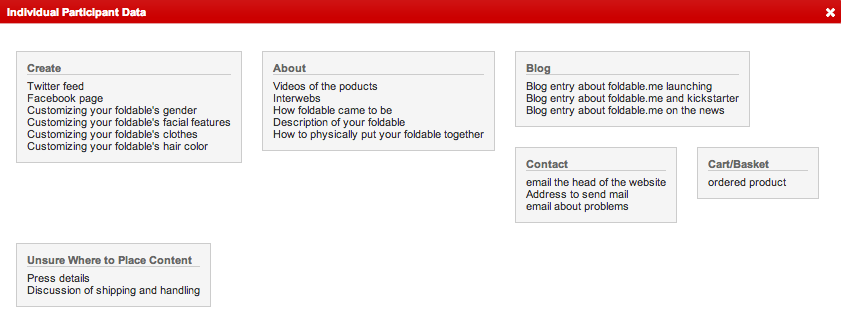 Individual Participant Data
Create
Twitter feed
Facebook page
Customizing your foldable's gender
Customizing your foldable's facial features
Customizing your foldable's clothes
Customizing your foldable's hair color
About
Videos of the poducts
Interwebs
How foldable came to be
Description of your foldable
How to physically put your foldable together
Blog
Blog entry about foldable.me launching
Blog entry about foldable.me and kickstarter
Blog entry about foldable.me on the news
Contact
email the head of the website
Address to send mail
email about problems
Cart/Basket
ordered product
Unsure Where to Place Content
Press details
Discussion of shipping and handling